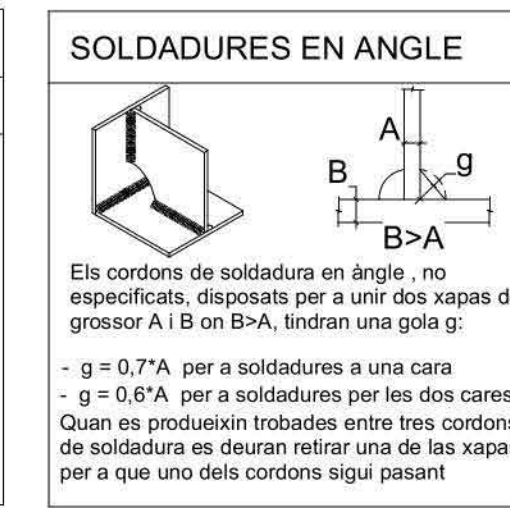 SOLDADURES EN ANGLE
A
B
g
B>A
Els cordons de soldadura en àngle , no
especificats, disposats per a unir dos xapas
grossor A i B on B>A, tindran una gola g:
- g = 0,7*A per a soldadures a una cara
- g = 0,6*A per a soldadures per les dos cares
Quan es produeixin trobades entre tres cordons
de soldadura es deuran retirar una de las xapa
per a que uno dels cordons sigui pasant